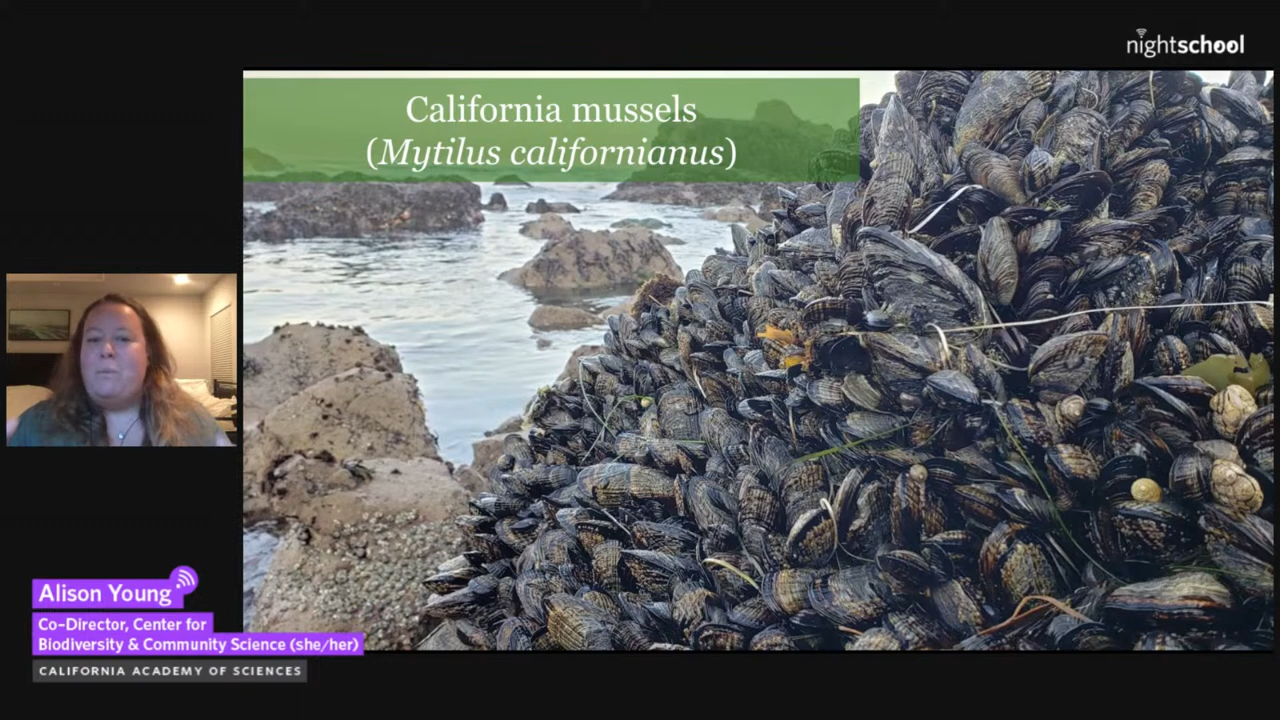 nightschool
California mussels
(Mytilus californianus)
Alison Young
Co-Director, Center for
Biodiversity & Community Science (she/her)
CALIFORNIA ACADEMY OF SCIENCES